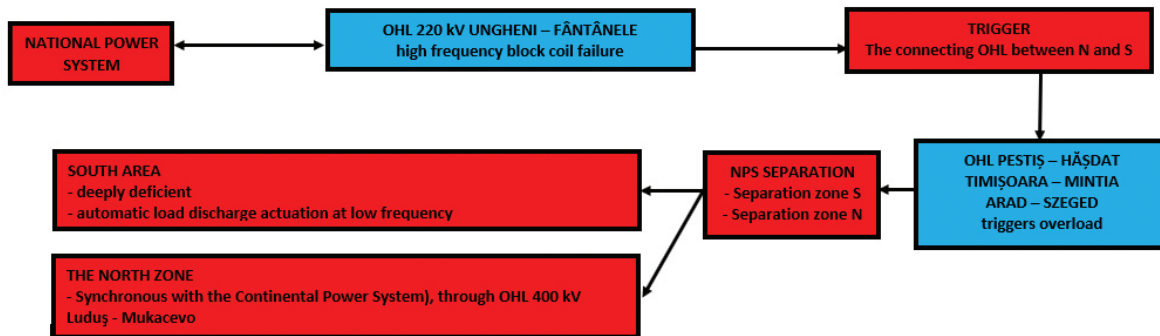 NATIONAL POWER
SYSTEM
OHL 220 kV UNGHENI – FÂNTÂNELE
high frequency block coil failure
TRIGGER
The connecting OHL between N and S
OHL PESTIȘ – HĂȘDAT
TIMIȘOARA – MINTIA
ARAD – SZEGED
triggers overload
NPS SEPARATION
- Separation zone S
- Separation zone N
SOUTH AREA
- deeply deficient
- automatic load discharge actuation at low frequency
THE NORTH ZONE
- Synchronous with the Continental Power System), through OHL 400 kV
Luduş - Mukacevo